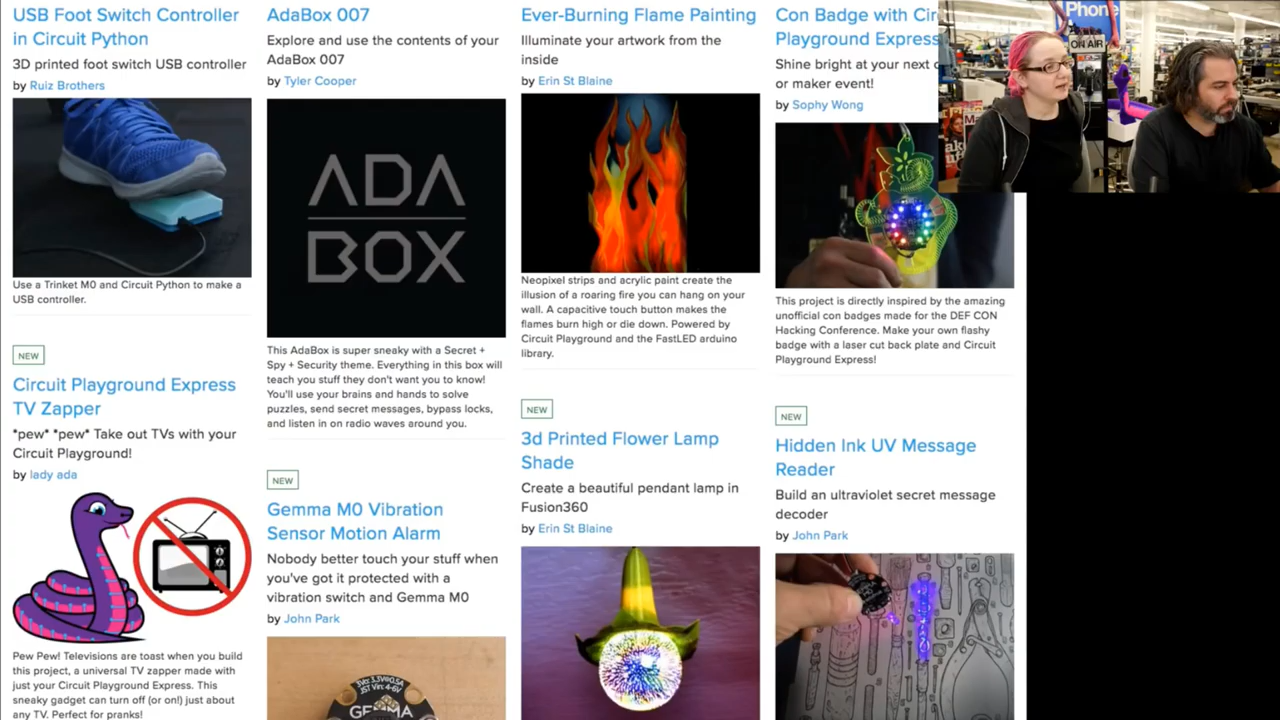 USB Foot Switch Controller
in Circuit Python
3D printed foot switch USB controller
by Ruiz Brothers
Use a Trinket M0 and Circuit Python to make a
USB controller.
NEW
Circuit Playground Express
TV Zapper
*pew* *pew* Take out TVs with your
Circuit Playground!
by lady ada
Pew Pew! Televisions are toast when you build
this project, a universal TV zapper made with
just your Circuit Playground Express. This
sneaky gadget can turn off (or on!) just about
any TV. Perfect for pranks!
AdaBox 007
Explore and use the contents of your
AdaBox 007
by Tyler Cooper
ADA
BOX
This AdaBox is super sneaky with a Secret +
Spy + Security theme. Everything in this box will
teach you stuff they don't want you to know!
You'll use your brains and hands to solve
puzzles, send secret messages, bypass locks,
and listen in on radio waves around you.
NEW
Gemma M0 Vibration
Sensor Motion Alarm
Nobody better touch your stuff when
you've got it protected with a
vibration switch and Gemma M0
by John Park
3V: 3.3V@0.5A
JST Vin: 4-6V
GEMMA
Ever-Burning Flame Painting
Illuminate your artwork from the
inside
by Erin St Blaine
Neopixel strips and acrylic paint create the
illusion of a roaring fire you can hang on your
wall. A capacitive touch button makes the
flames burn high or die down. Powered by
Circuit Playground and the FastLED arduino
library.
NEW
3d Printed Flower Lamp
Shade
Create a beautiful pendant lamp in
Fusion360
by Erin St Blaine
Con Badge with Cir
Playground Express
Shine bright at your next c
or maker event!
by Sophy Wong
This project is directly inspired by the amazing
unofficial con badges made for the DEF CON
Hacking Conference. Make your own flashy
badge with a laser cut back plate and Circuit
Playground Express!
NEW
Hidden Ink UV Message
Reader
Build an ultraviolet secret message
decoder
by John Park
Phone
ON AIR